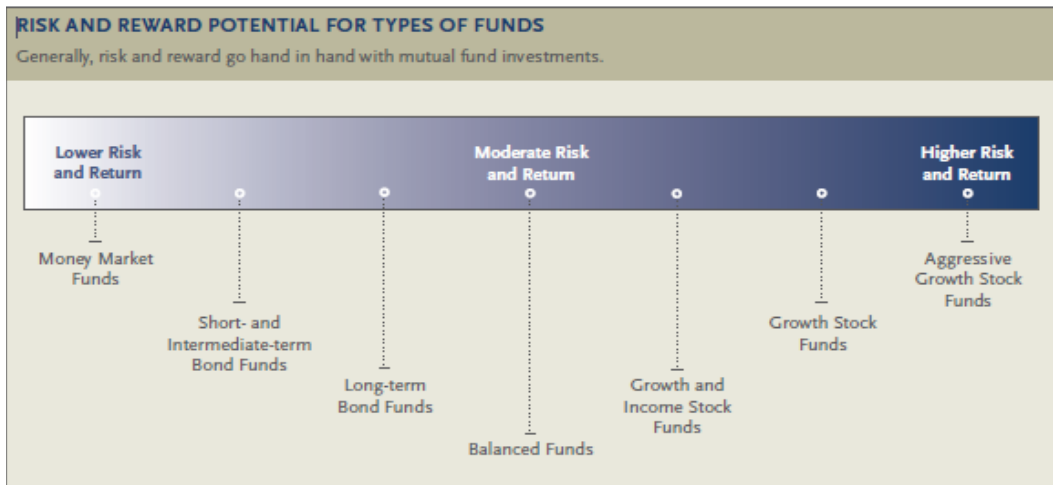 RISK AND REWARD POTENTIAL FOR TYPES OF FUNDS
Generally, risk and reward go hand in hand with mutual fund investments.
Lower Risk
and Return
Moderate Risk
and Return
Higher Risk
and Return
Money Market
Funds
Short- and
Intermediate-term
Bond Funds
Long-term
Bond Funds
Balanced Funds
Growth and
Income Stock
Funds
Growth Stock
Funds
Aggressive
Growth Stock
Funds